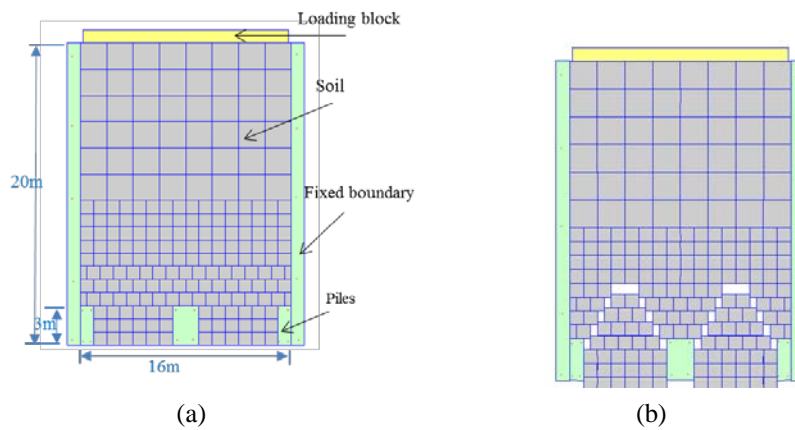 Loading block
Soil
20m
Fixed boundary
Piles
3m
16m
(a)
(b)